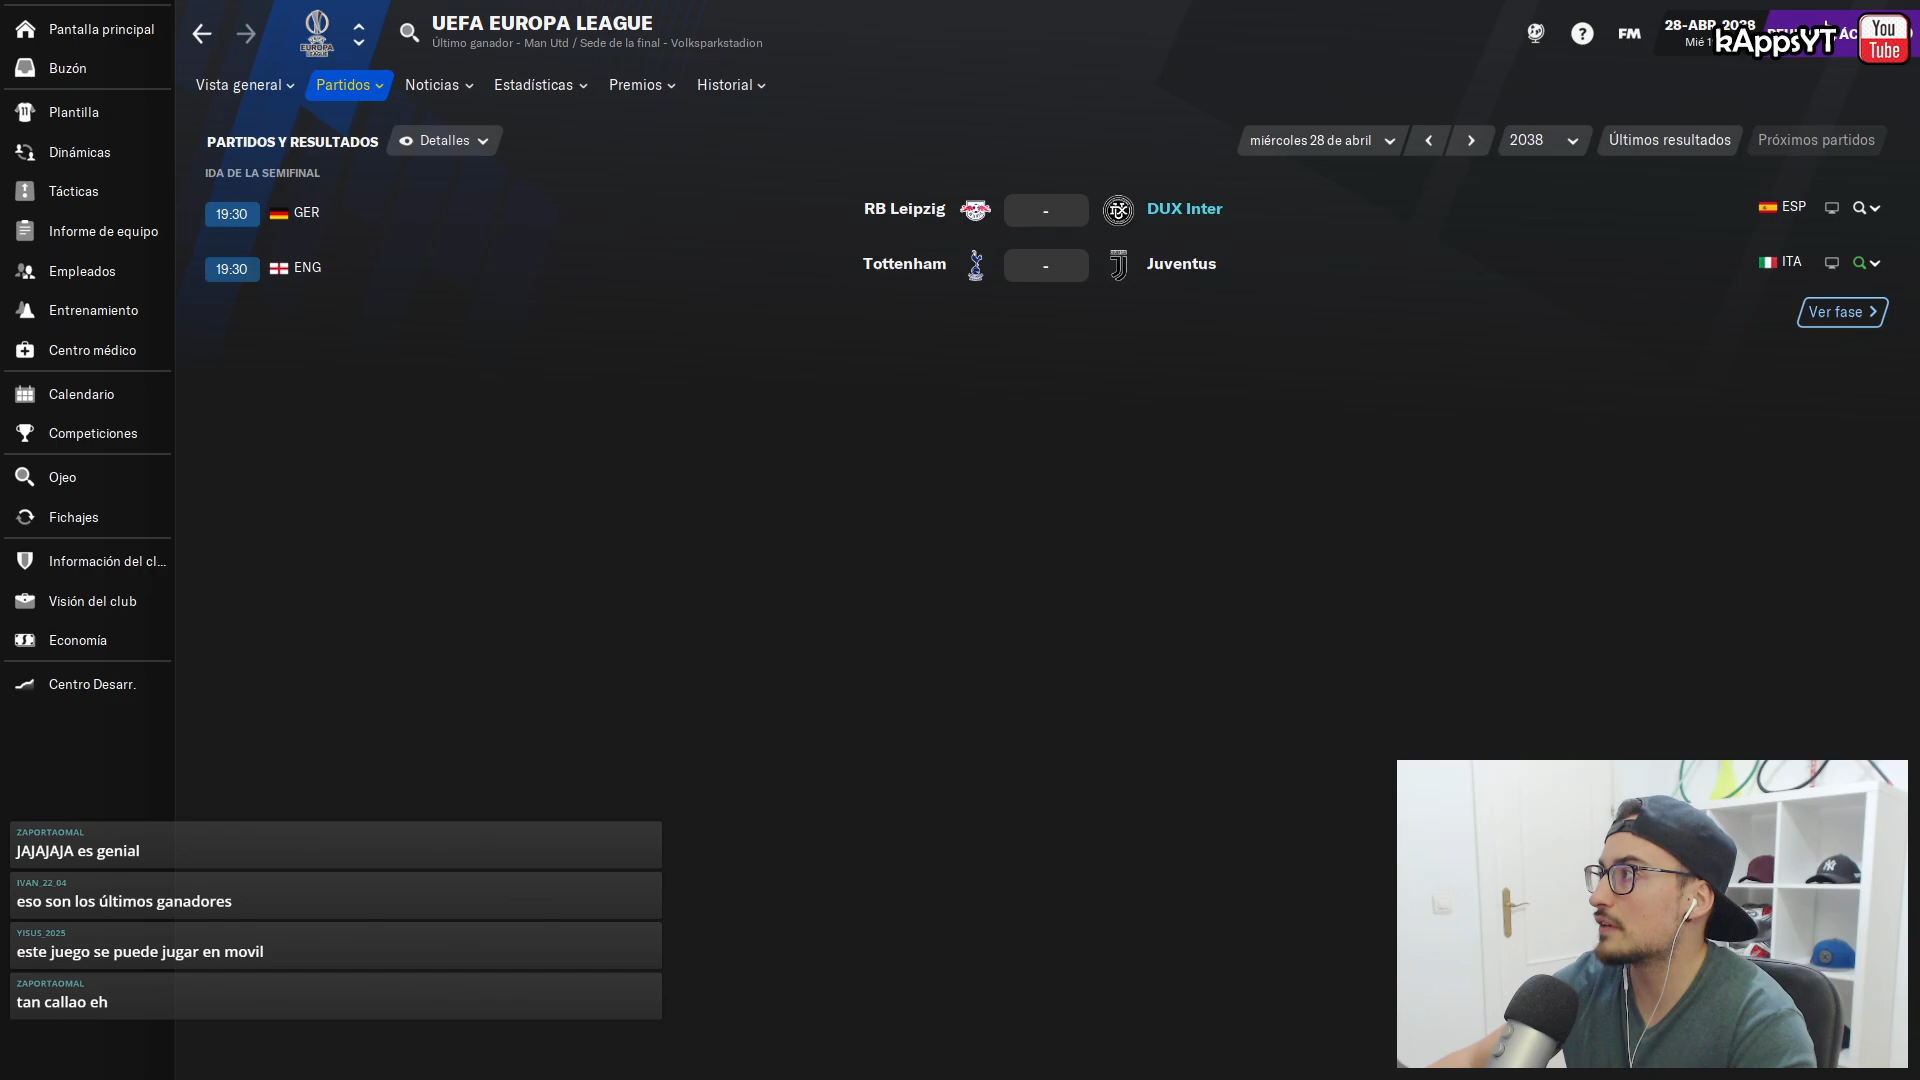 Pantalla principal
Buzón
Plantilla
Dinámicas
Tácticas
Informe de equipo
Empleados
Entrenamiento
Centro médico
Calendario
Competiciones
Ojeo
Fichajes
Información del cl...
Visión del club
Economía
Centro Desarr.
UEFA EUROPA LEAGUE
Último ganador - Man Utd / Sede de la final - Volksparkstadion
FM
28-ABR
Mié
kAppsYT
You
Tube
Vista general
Partidos
Noticias
Estadísticas
Premios
Historial
PARTIDOS Y RESULTADOS
Detalles
miércoles 28 de abril
2038
Últimos resultados
Próximos partidos
IDA DE LA SEMIFINAL
19:30 GER RB Leipzig - DUX Inter ESP
19:30 ENG Tottenham - Juventus ITA
Ver fase
ZAPORTAOMAL
JAJAJAJA es genial
IVAN_22_04
eso son los últimos ganadores
YISUS_2025
este juego se puede jugar en movil
ZAPORTAOMAL
tan callao eh